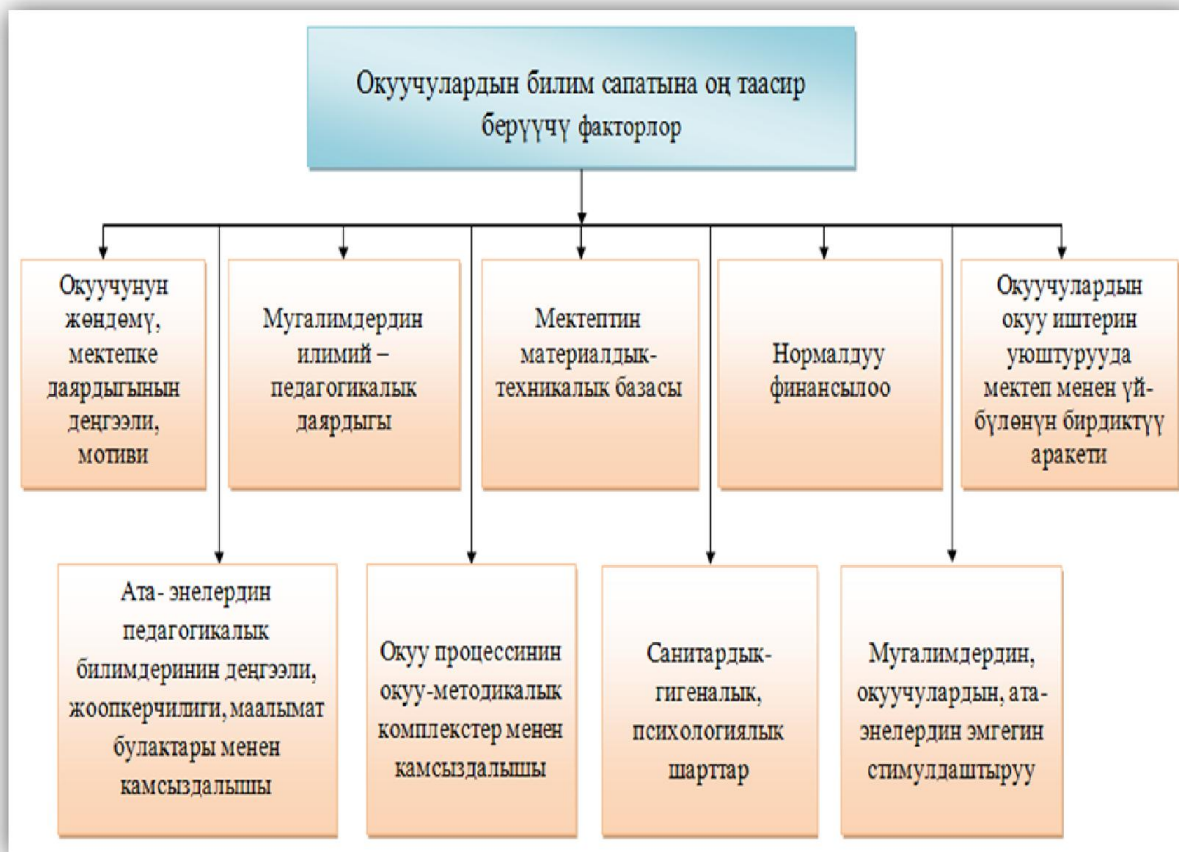 Окуучулардын билим сапатына оң таасир
берүүчү факторлор
Окуучунун
жөндөмү,
мектепке
даярдыгынын
деңгээли,
мотиви
Мугалимдердин
илимий –
педагогикалык
даярдыгы
Мектептин
материалдык-
техникалык базасы
Нормалдуу
финансылоо
Окуучулардын
окуу иштерин
уюштурууда
мектеп менен үй-
бүлөнүн бирдиктүү
аракети
Ата- энелердин
педагогикалык
билимдеринин деңгээли,
жоопкерчилиги, маалымат
булактары менен
камсыздалышы
Окуу процессинин
окуу-методикалык
комплекстер менен
камсыздалышы
Санитардык-
гигеналык,
психологиялык
шарттар
Мугалимдердин,
окуучулардын, ата-
энелердин эмгегин
стимулдаштыруу